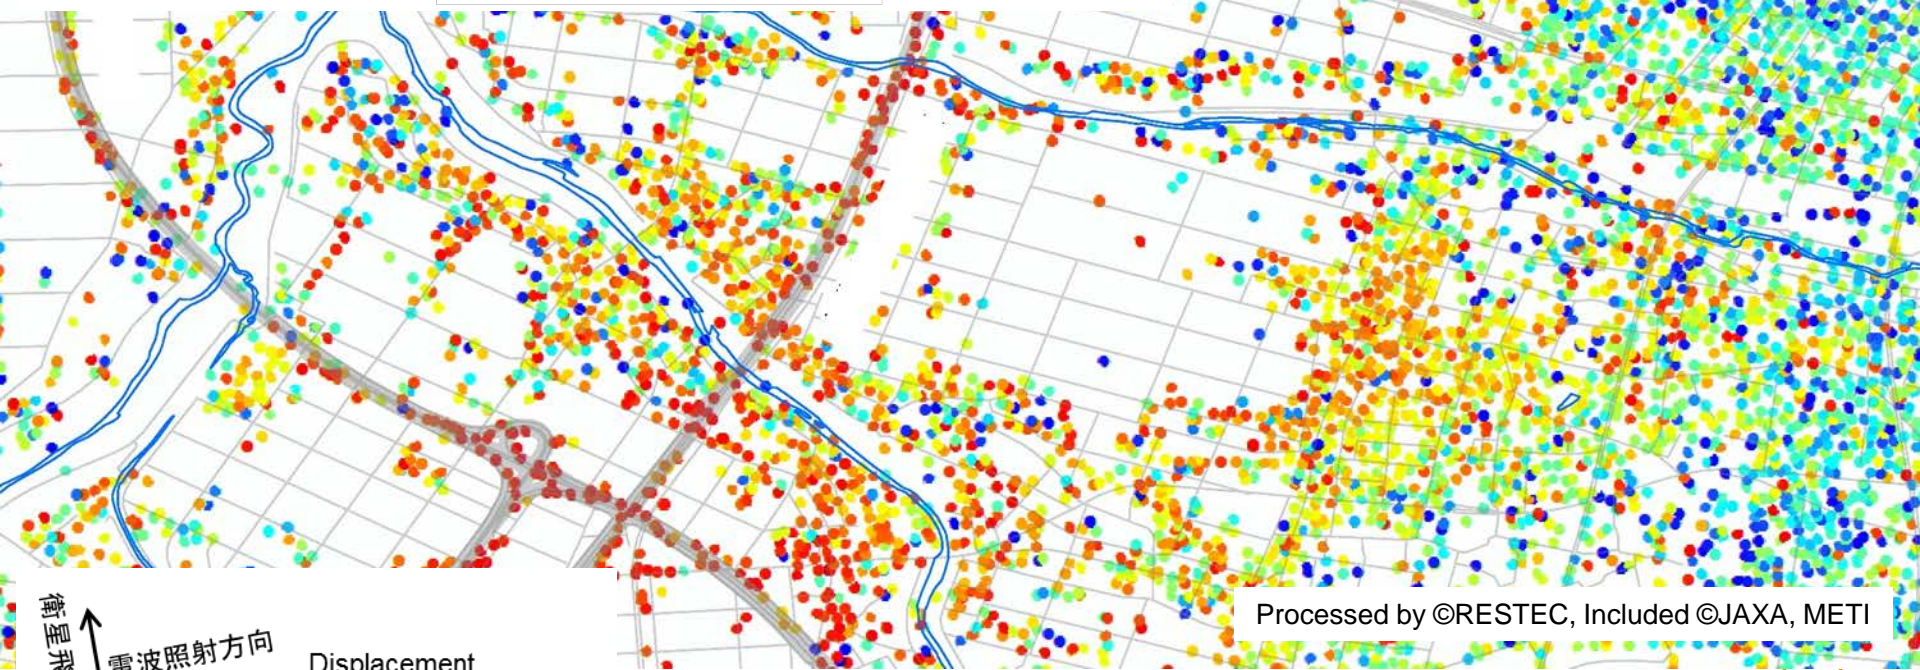 Processed by ©RESTEC, Included ©JAXA, METI
衛星飛
電波照射方向
Displacement